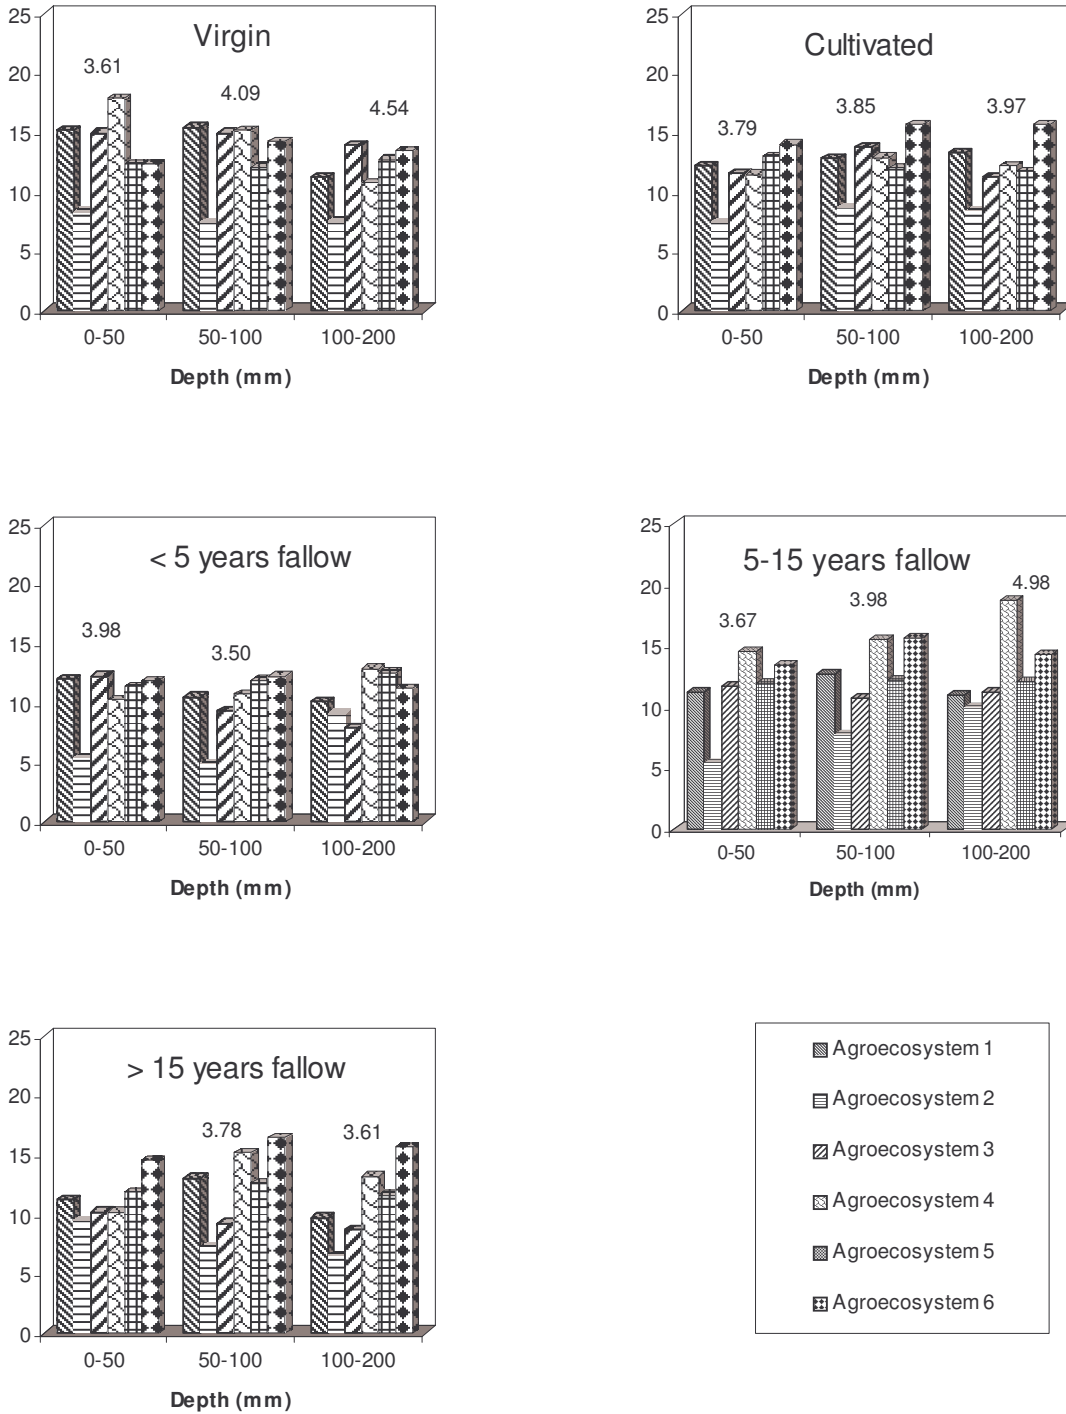 Virgin
25
20
15
10
5
0
3.61
4.09
4.54
0-50 50-100 100-200
Depth (mm)
Cultivated
25
20
15
10
5
0
3.79
3.85
3.97
0-50 50-100 100-200
Depth (mm)
< 5 years fallow
25
20
15
10
5
0
3.98
3.50
0-50 50-100 100-200
Depth (mm)
5-15 years fallow
25
20
15
10
5
0
3.67
3.98
4.98
0-50 50-100 100-200
Depth (mm)
> 15 years fallow
25
20
15
10
5
0
3.78
3.61
0-50 50-100 100-200
Depth (mm)
Agroecosystem 1
Agroecosystem 2
Agroecosystem 3
Agroecosystem 4
Agroecosystem 5
Agroecosystem 6